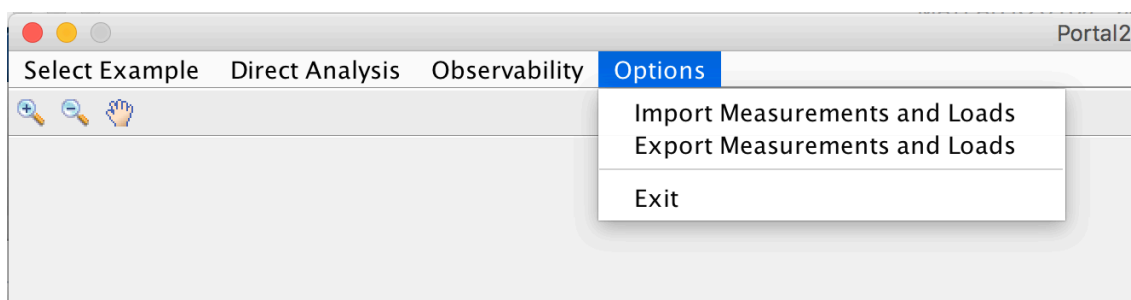 Portal2
Select Example Direct Analysis Observability Options
Import Measurements and Loads
Export Measurements and Loads
Exit